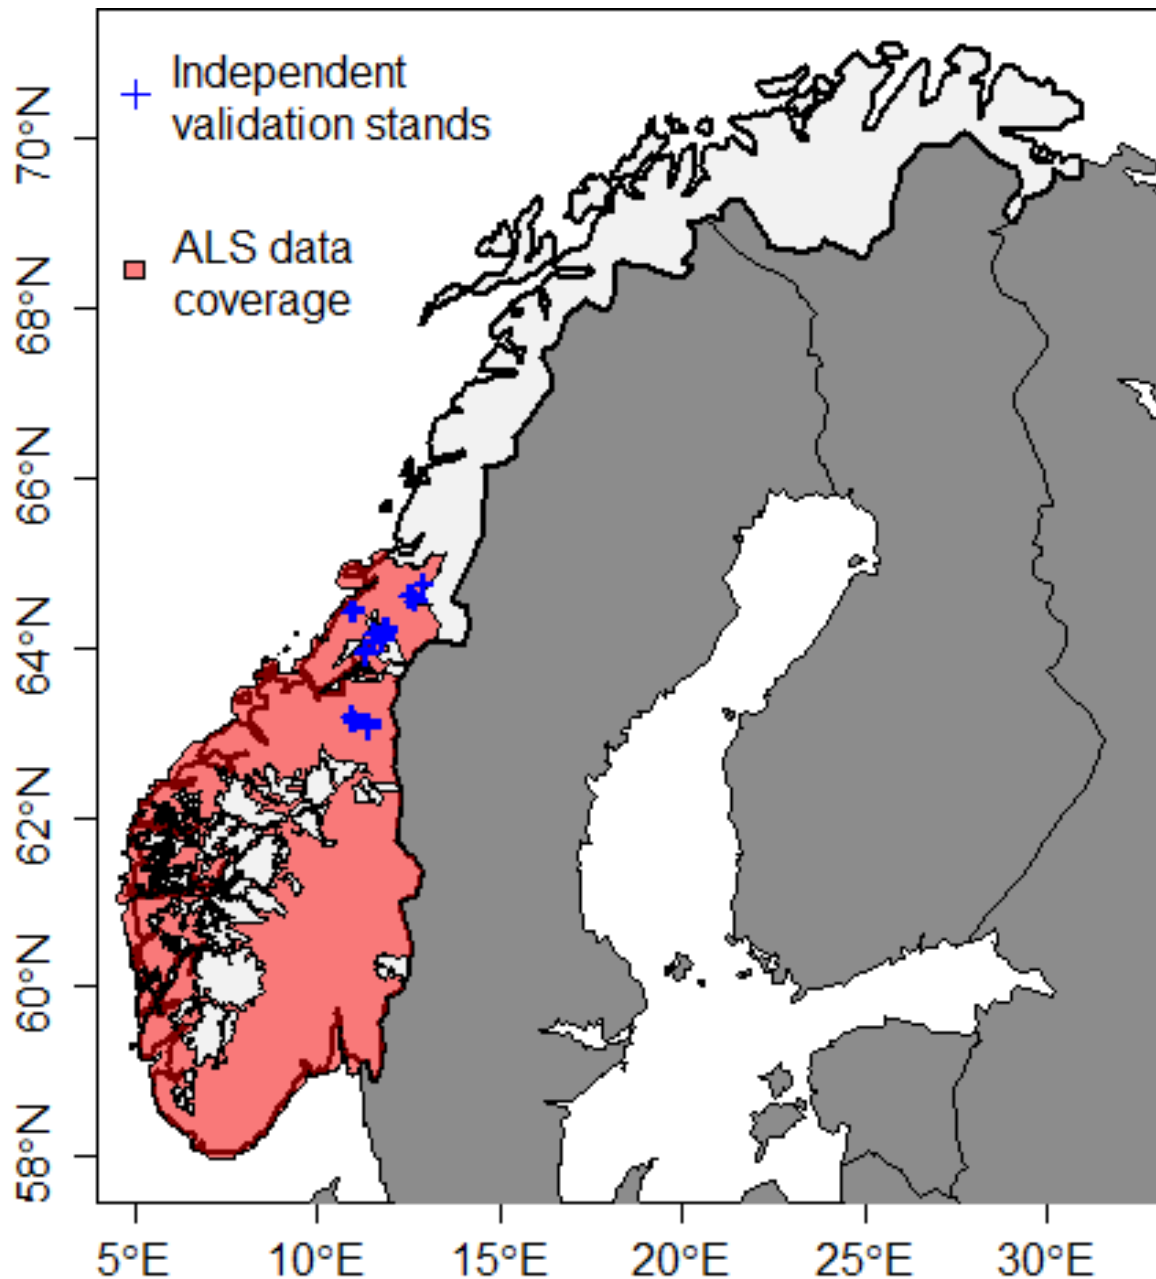 Independent
validation stands
ALS data
coverage
70°N
68°N
66°N
64°N
62°N
60°N
58°N
5°E 10°E 15°E 20°E 25°E 30°E